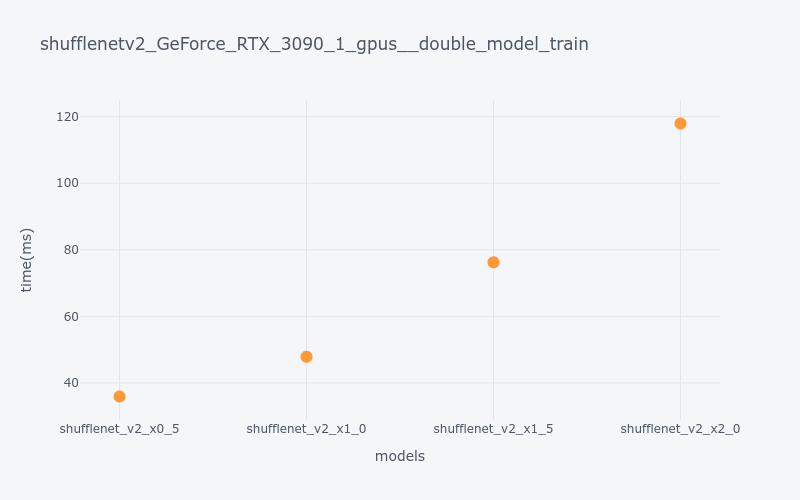 shufflenetv2_GeForce_RTX_3090_1_gpus__double_model_train
120
100
80
60
40
time(ms)
shufflenet_v2_x0_5
shufflenet_v2_x1_0
shufflenet_v2_x1_5
shufflenet_v2_x2_0
models